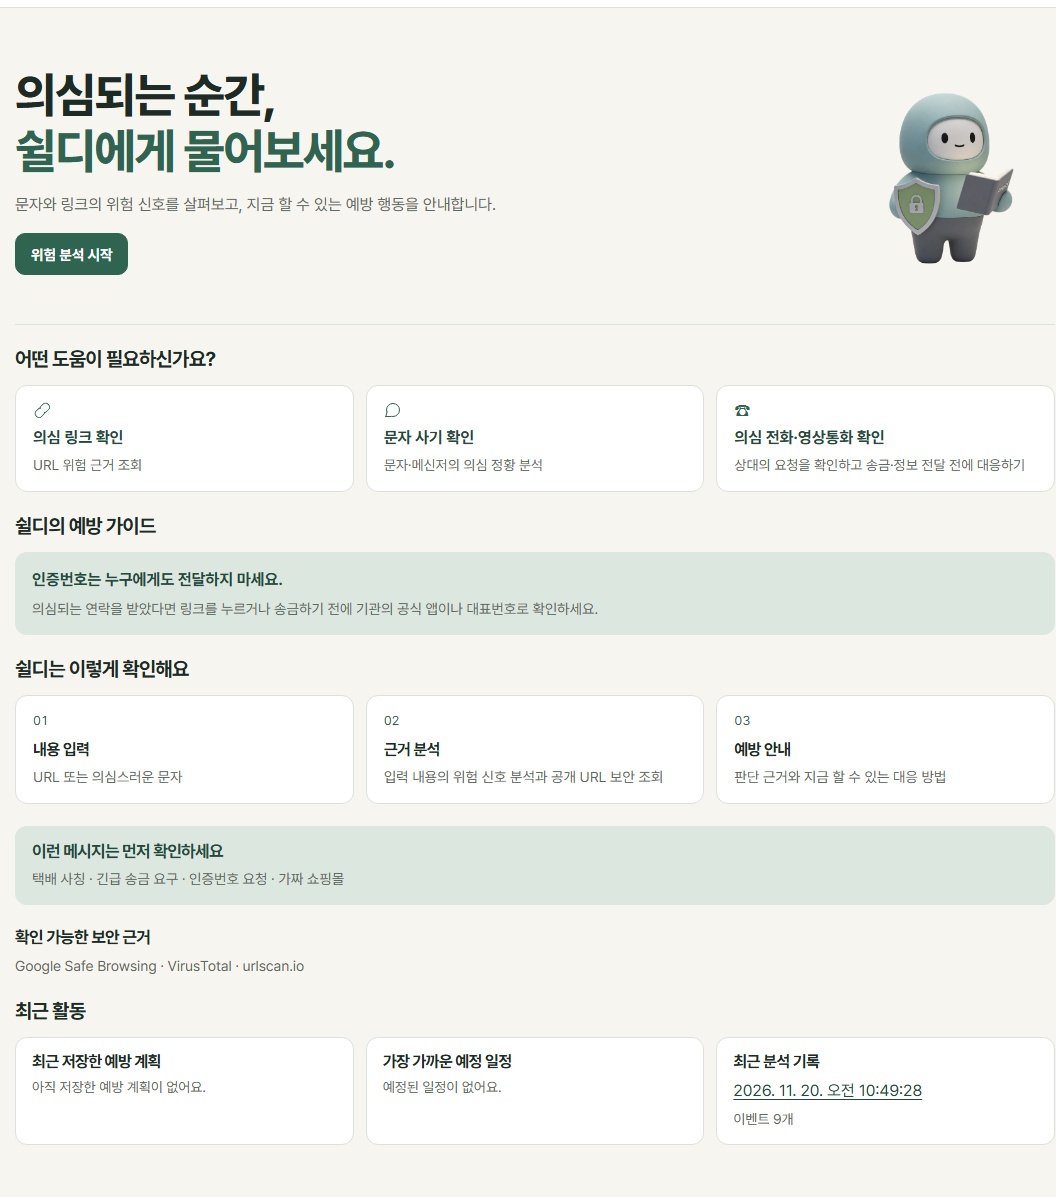 의심되는 순간,
쉴디에게 물어보세요.
문자와 링크의 위험 신호를 살펴보고, 지금 할 수 있는 예방 행동을 안내합니다.
위험 분석 시작
어떤 도움이 필요하신가요?
의심 링크 확인
URL 위험 근거 조회
문자 사기 확인
문자·메신저의 의심 정황 분석
의심 전화·영상통화 확인
상대의 요청을 확인하고 송금·정보 전달 전에 대응하기
쉴디의 예방 가이드
인증번호는 누구에게도 전달하지 마세요.
의심되는 연락을 받았다면 링크를 누르거나 송금하기 전에 기관의 공식 앱이나 대표번호로 확인하세요.
쉴디는 이렇게 확인해요
01
내용 입력
URL 또는 의심스러운 문자
02
근거 분석
입력 내용의 위험 신호 분석과 공개 URL 보안 조회
03
예방 안내
판단 근거와 지금 할 수 있는 대응 방법
이런 메시지는 먼저 확인하세요
택배 사칭 · 긴급 송금 요구 · 인증번호 요청 · 가짜 쇼핑몰
확인 가능한 보안 근거
Google Safe Browsing · VirusTotal · urlscan.io
최근 활동
최근 저장한 예방 계획
아직 저장한 예방 계획이 없어요.
가장 가까운 예정 일정
예정된 일정이 없어요.
최근 분석 기록
2026. 11. 20. 오전 10:49:28
이벤트 9개